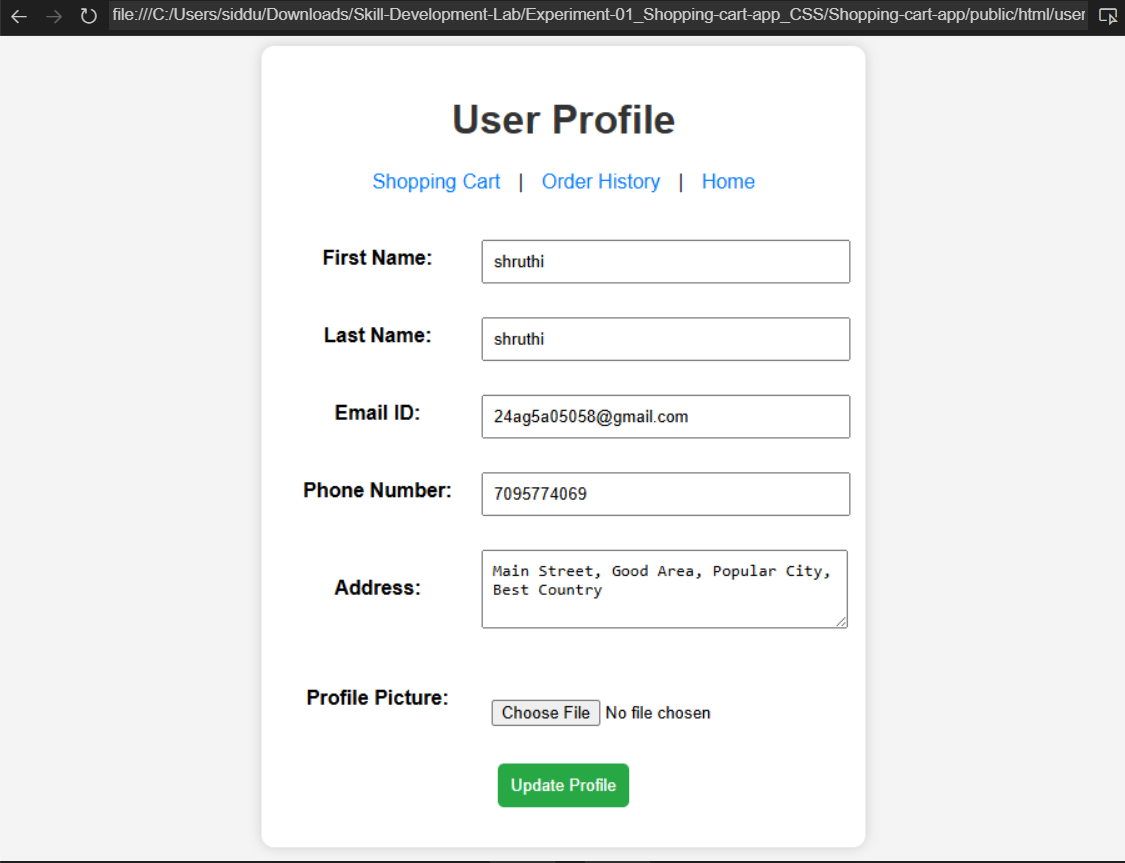 file:///C:/Users/siddu/Downloads/Skill-Development-Lab/Experiment-01_Shopping-cart-app_CSS/Shopping-cart-app/public/html/user
User Profile
Shopping Cart | Order History | Home
First Name: shruthi
Last Name: shruthi
Email ID: 24ag5a05058@gmail.com
Phone Number: 7095774069
Address: Main Street, Good Area, Popular City,
Best Country
Profile Picture: Choose File No file chosen
Update Profile